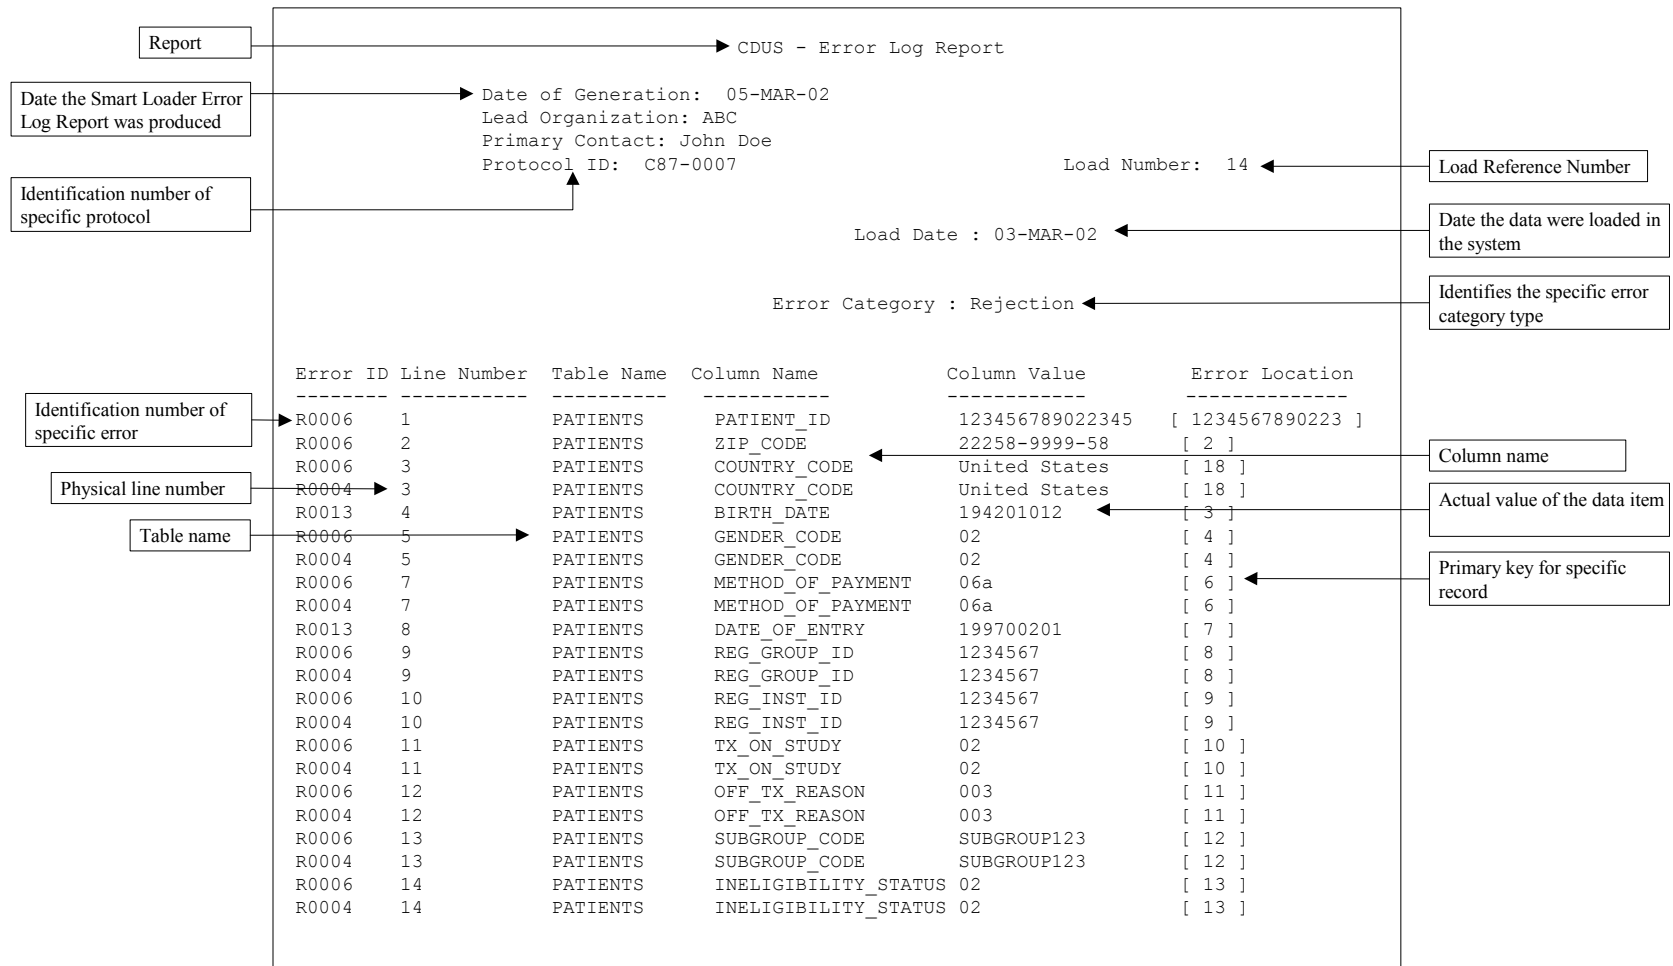 Report
CDUS - Error Log Report
Date the Smart Loader Error
Log Report was produced
Date of Generation: 05-MAR-02
Lead Organization: ABC
Primary Contact: John Doe
Protocol ID: C87-0007
Load Number: 14
Load Reference Number
Identification number of
specific protocol
Load Date : 03-MAR-02
Date the data were loaded in
the system
Error Category : Rejection
Identifies the specific error
category type
Error ID Line Number Table Name Column Name Column Value Error Location
-------- ----------- ---------- ----------- ------------ --------------
Identification number of
specific error
R0006 1 PATIENTS PATIENT_ID 123456789022345 [ 1234567890223 ]
R0006 2 PATIENTS ZIP_CODE 22258-9999-58 [ 2 ]
Column name
R0006 3 PATIENTS COUNTRY_CODE United States [ 18 ]
Physical line number
R0004 3 PATIENTS COUNTRY_CODE United States [ 18 ]
Actual value of the data item
R0013 4 PATIENTS BIRTH_DATE 194201012 [ 3 ]
Table name
R0006 5 PATIENTS GENDER_CODE 02 [ 4 ]
R0004 5 PATIENTS GENDER_CODE 02 [ 4 ]
Primary key for specific
record
R0006 7 PATIENTS METHOD_OF_PAYMENT 06a [ 6 ]
R0004 7 PATIENTS METHOD_OF_PAYMENT 06a [ 6 ]
R0013 8 PATIENTS DATE_OF_ENTRY 199700201 [ 7 ]
R0006 9 PATIENTS REG_GROUP_ID 1234567 [ 8 ]
R0004 9 PATIENTS REG_GROUP_ID 1234567 [ 8 ]
R0006 10 PATIENTS REG_INST_ID 1234567 [ 9 ]
R0004 10 PATIENTS REG_INST_ID 1234567 [ 9 ]
R0006 11 PATIENTS TX_ON_STUDY 02 [ 10 ]
R0004 11 PATIENTS TX_ON_STUDY 02 [ 10 ]
R0006 12 PATIENTS OFF_TX_REASON 003 [ 11 ]
R0004 12 PATIENTS OFF_TX_REASON 003 [ 11 ]
R0006 13 PATIENTS SUBGROUP_CODE SUBGROUP123 [ 12 ]
R0004 13 PATIENTS SUBGROUP_CODE SUBGROUP123 [ 12 ]
R0006 14 PATIENTS INELIGIBILITY_STATUS 02 [ 13 ]
R0004 14 PATIENTS INELIGIBILITY_STATUS 02 [ 13 ]